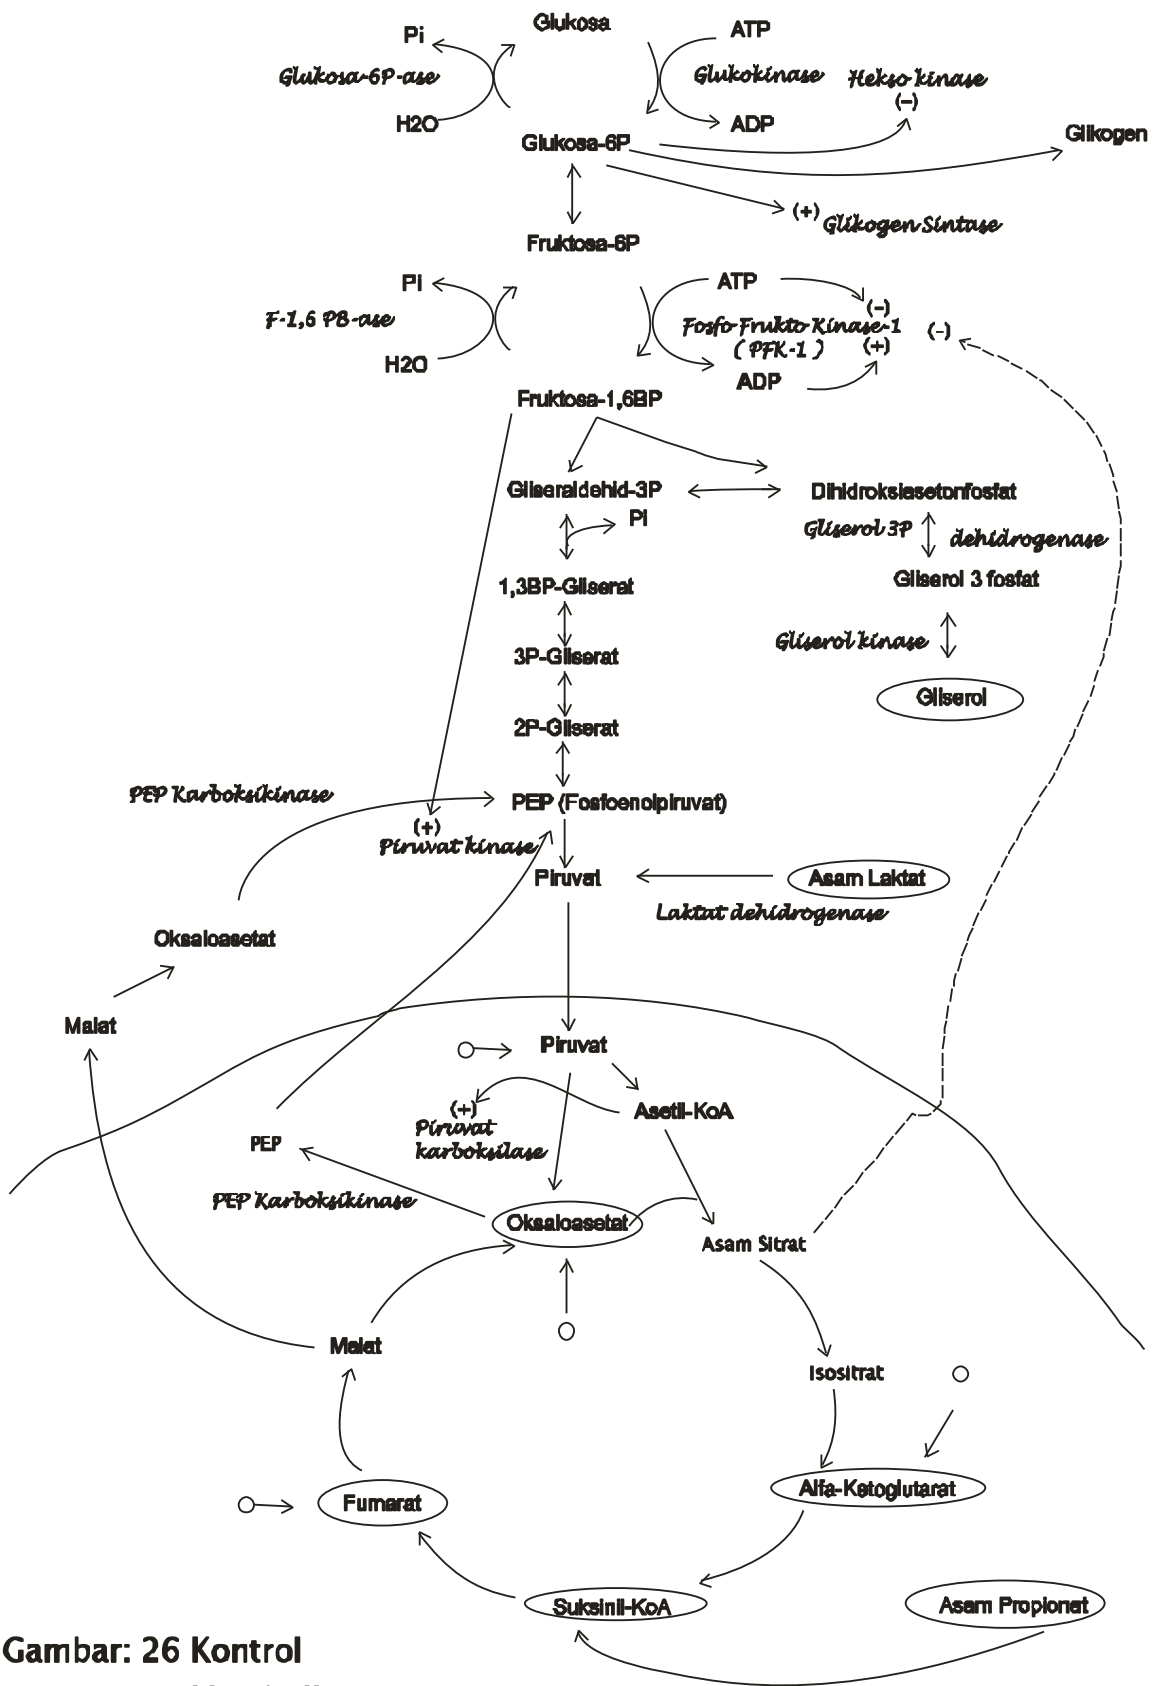 Glukosa
Pi
ATP
Glukosa-6P-ase
Glukokinase
Hekso kinase
(-)
H2O
ADP
Glukosa-6P
Glikogen
(+) Glikogen Sintase
Fruktosa-6P
Pi
ATP
(-)
F-1,6 PB-ase
Fosfo Frukto Kinase-1
(-)
( PFK-1 )
(+)
H2O
ADP
Fruktosa-1,6BP
Gliseraldehid-3P
Dihidroksiasetonfosfat
Pi
Gliserol 3P
dehidrogenase
1,3BP-Gliserat
Gliserol 3 fosfat
3P-Gliserat
Gliserol kinase
Gliserol
2P-Gliserat
PEP Karboksikinase
PEP (Fosfoenolpiruvat)
(+)
Piruvat kinase
Piruvat
Asam Laktat
Laktat dehidrogenase
Oksaloasetat
Malat
Piruvat
Asetil-KoA
(+)
Piruvat
karboksilase
PEP
PEP Karboksikinase
Oksaloasetat
Asam Sitrat
Malat
Isositrat
Alfa-Ketoglutarat
Fumarat
Suksinil-KoA
Asam Propionat
Gambar: 26 Kontrol